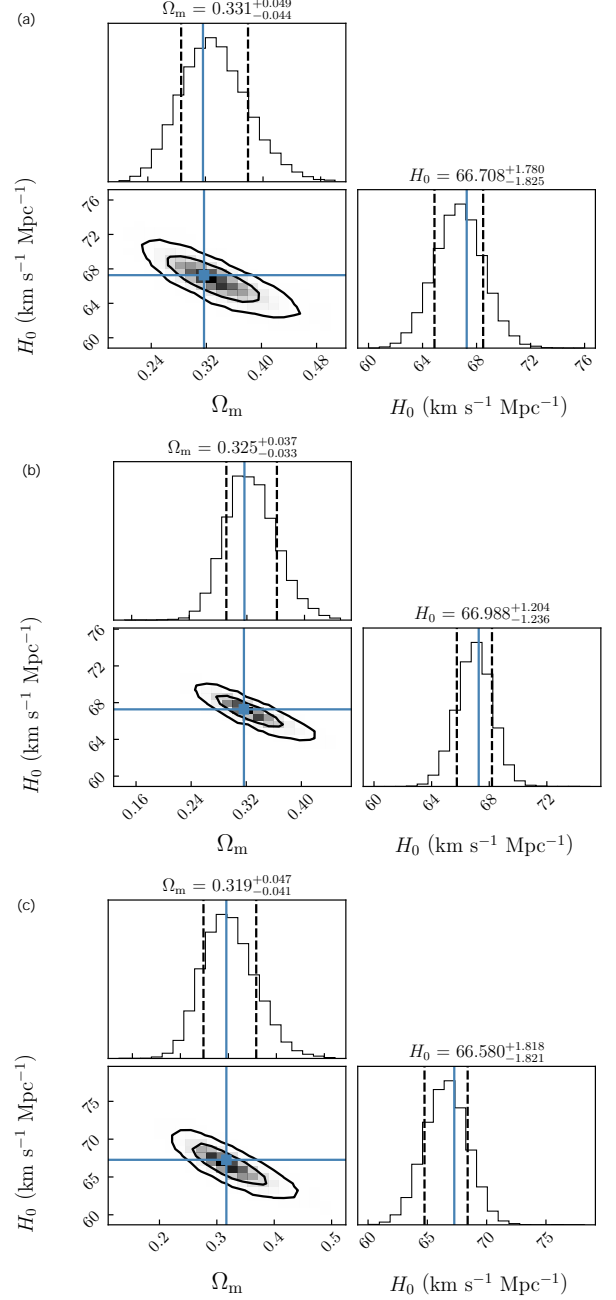 (a)
Ωm = 0.331 +0.049 −0.044
H0 (km s−1 Mpc−1)
76
72
68
64
60
H0 = 66.708 +1.780 −1.825
0.24 0.32 0.40 0.48
60 64 68 72 76
Ωm
H0 (km s−1 Mpc−1)
(b)
Ωm = 0.325 +0.037 −0.033
H0 (km s−1 Mpc−1)
76
72
68
64
60
H0 = 66.988 +1.204 −1.236
0.16 0.24 0.32 0.40
60 64 68 72
Ωm
H0 (km s−1 Mpc−1)
(c)
Ωm = 0.319 +0.047 −0.041
H0 (km s−1 Mpc−1)
75
70
65
60
H0 = 66.580 +1.818 −1.821
0.2 0.3 0.4 0.5
60 65 70 75
Ωm
H0 (km s−1 Mpc−1)